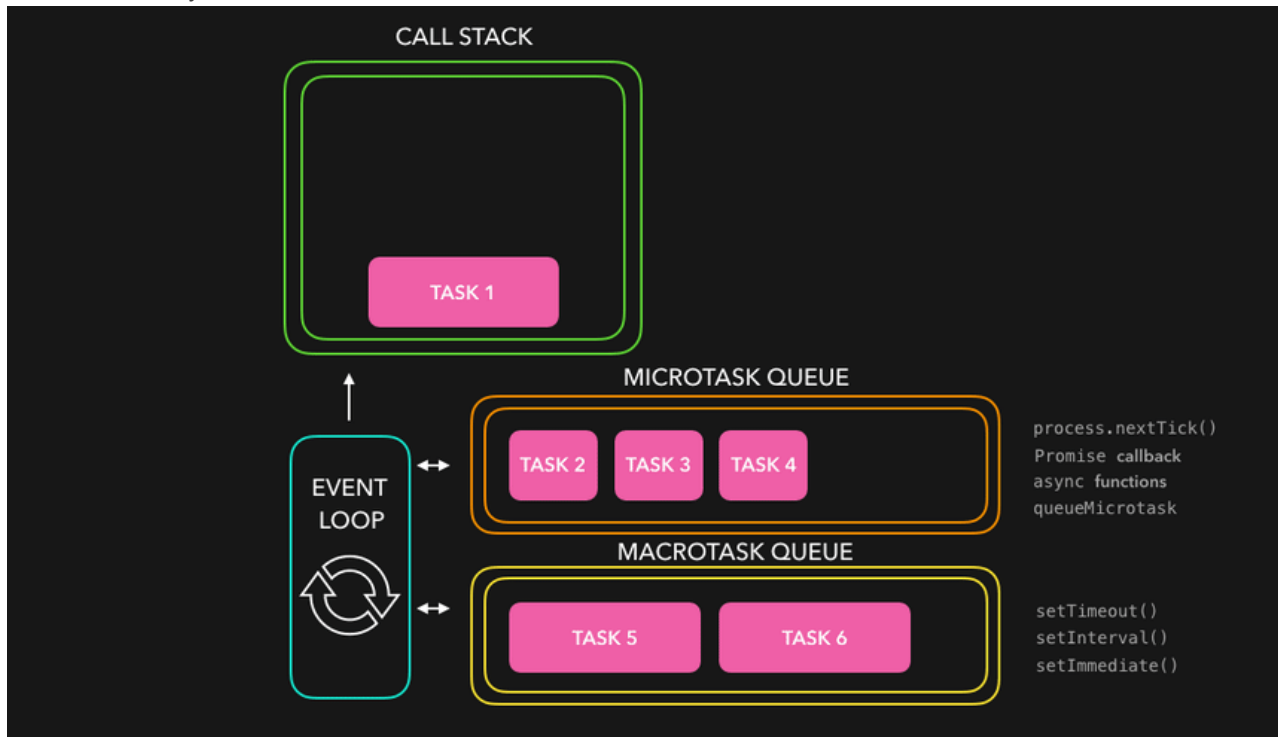 CALL STACK
TASK 1
MICROTASK QUEUE
TASK 2 TASK 3 TASK 4
process.nextTick()
Promise callback
async functions
queueMicrotask
EVENT
LOOP
MACROTASK QUEUE
TASK 5 TASK 6
setTimeout()
setInterval()
setImmediate()